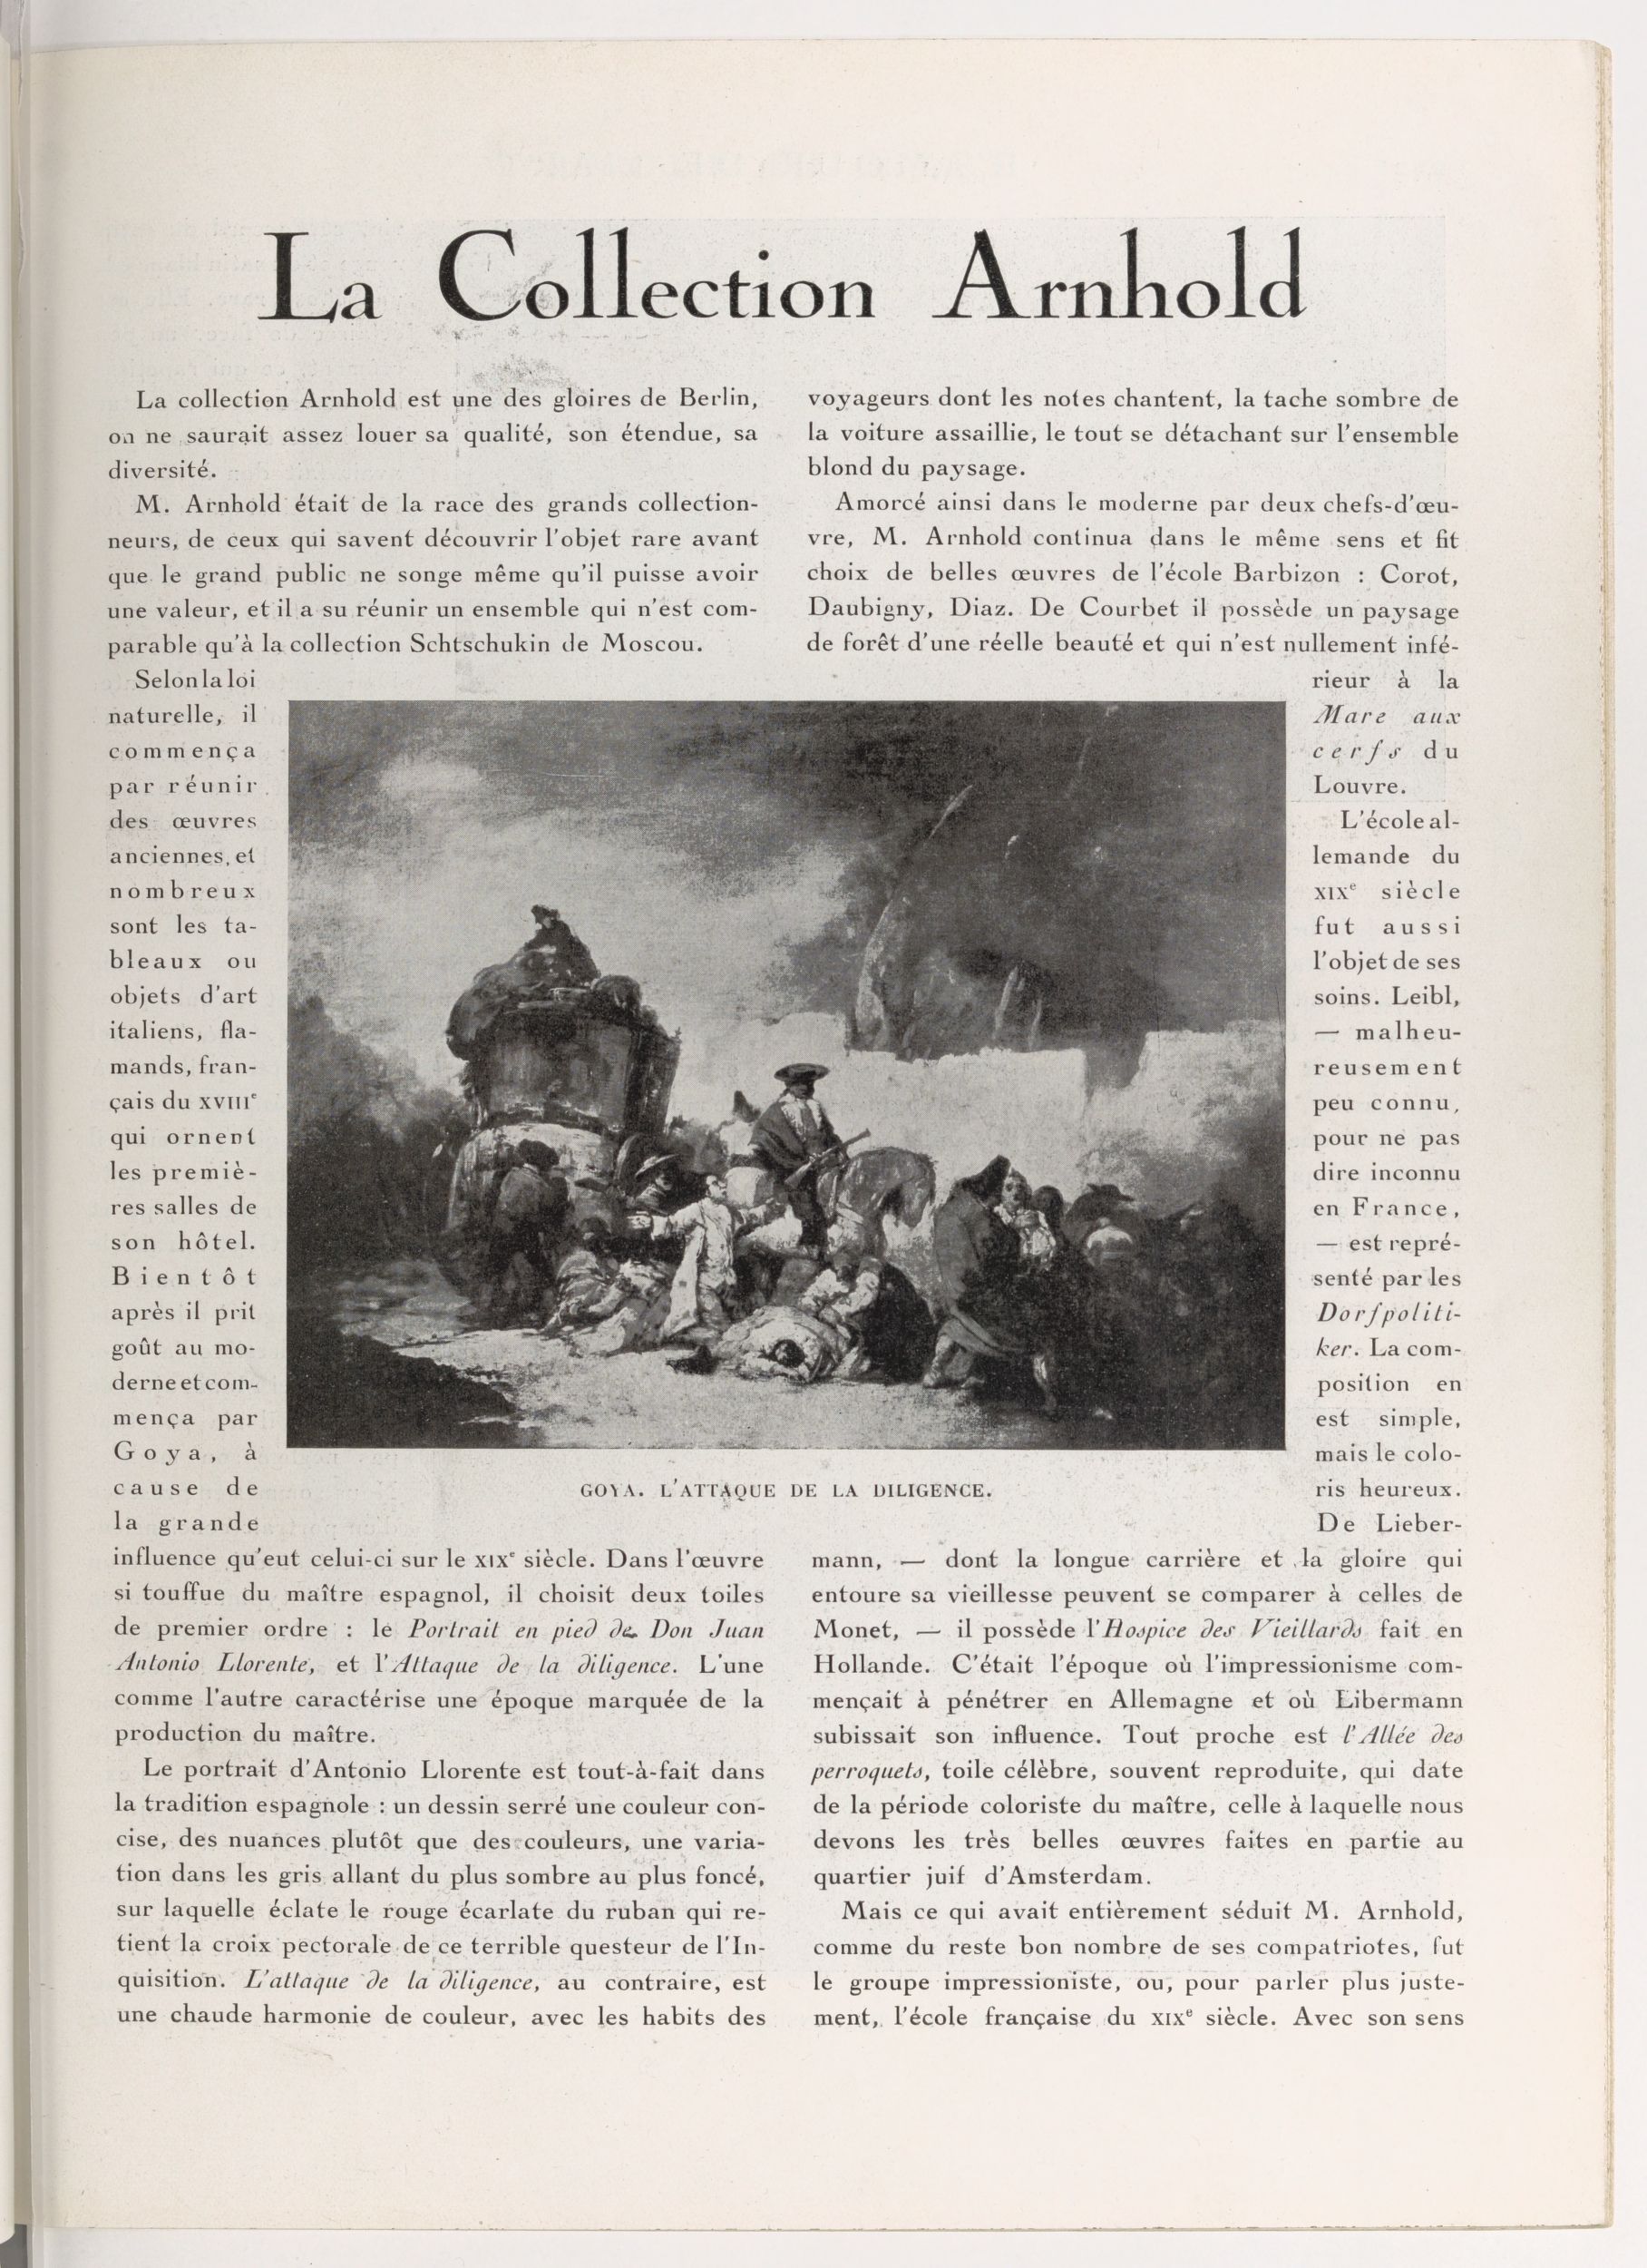 La Collection Arnhold
La collection Arnhold est une des gloires de Berlin,
on ne saurait assez louer sa qualité, son étendue, sa
diversité.
M. Arnhold était de la race des grands collection-
neurs, de ceux qui savent découvrir l'objet rare avant
que le grand public ne songe même qu'il puisse avoir
une valeur, et il a su réunir un ensemble qui n'est com-
parable qu'à la collection Schtschukin de Moscou.
Selon la loi
naturelle, il
commença
par réunir
des œuvres
anciennes, et
nombreux
sont les ta-
bleaux ou
objets d'art
italiens, fla-
mands, fran-
çais du XVIIIe
qui ornent
les premiè-
res salles de
son hôtel.
Bientôt
après il prit
goût au mo-
derne et com-
mença par
Goya, à
cause de
la grande
influence qu'eut celui-ci sur le XIXe siècle. Dans l'œuvre
si touffue du maître espagnol, il choisit deux toiles
de premier ordre : le Portrait en pied de Don Juan
Antonio Llorente, et l'Attaque de la diligence. L'une
comme l'autre caractérise une époque marquée de la
production du maître.
Le portrait d'Antonio Llorente est tout-à-fait dans
la tradition espagnole : un dessin serré une couleur con-
cise, des nuances plutôt que des couleurs, une varia-
tion dans les gris allant du plus sombre au plus foncé,
sur laquelle éclate le rouge écarlate du ruban qui re-
tient la croix pectorale de ce terrible questeur de l'In-
quisition. L'attaque de la diligence, au contraire, est
une chaude harmonie de couleur, avec les habits des
GOYA. L'ATTAQUE DE LA DILIGENCE.
voyageurs dont les notes chantent, la tache sombre de
la voiture assaillie, le tout se détachant sur l'ensemble
blond du paysage.
Amorcé ainsi dans le moderne par deux chefs-d'œu-
vre, M. Arnhold continua dans le même sens et fit
choix de belles œuvres de l'école Barbizon : Corot,
Daubigny, Diaz. De Courbet il possède un paysage
de forêt d'une réelle beauté et qui n'est nullement infé-
rieur à la
Mare aux
cerfs du
Louvre.
L'école al-
lemande du
XIXe siècle
fut aussi
l'objet de ses
soins. Leibl,
— malheu-
reusement
peu connu,
pour ne pas
dire inconnu
en France,
— est repré-
senté par les
Dorfpoliti-
ker. La com-
position en
est simple,
mais le colo-
ris heureux.
De Lieber-
mann, — dont la longue carrière et la gloire qui
entoure sa vieillesse peuvent se comparer à celles de
Monet, — il possède l'Hospice des Vieillards fait en
Hollande. C'était l'époque où l'impressionisme com-
mençait à pénétrer en Allemagne et où Libermann
subissait son influence. Tout proche est l'Allée des
perroquets, toile célèbre, souvent reproduite, qui date
de la période coloriste du maître, celle à laquelle nous
devons les très belles œuvres faites en partie au
quartier juif d'Amsterdam.
Mais ce qui avait entièrement séduit M. Arnhold,
comme du reste bon nombre de ses compatriotes, fut
le groupe impressioniste, ou, pour parler plus juste-
ment, l'école française du XIXe siècle. Avec son sens